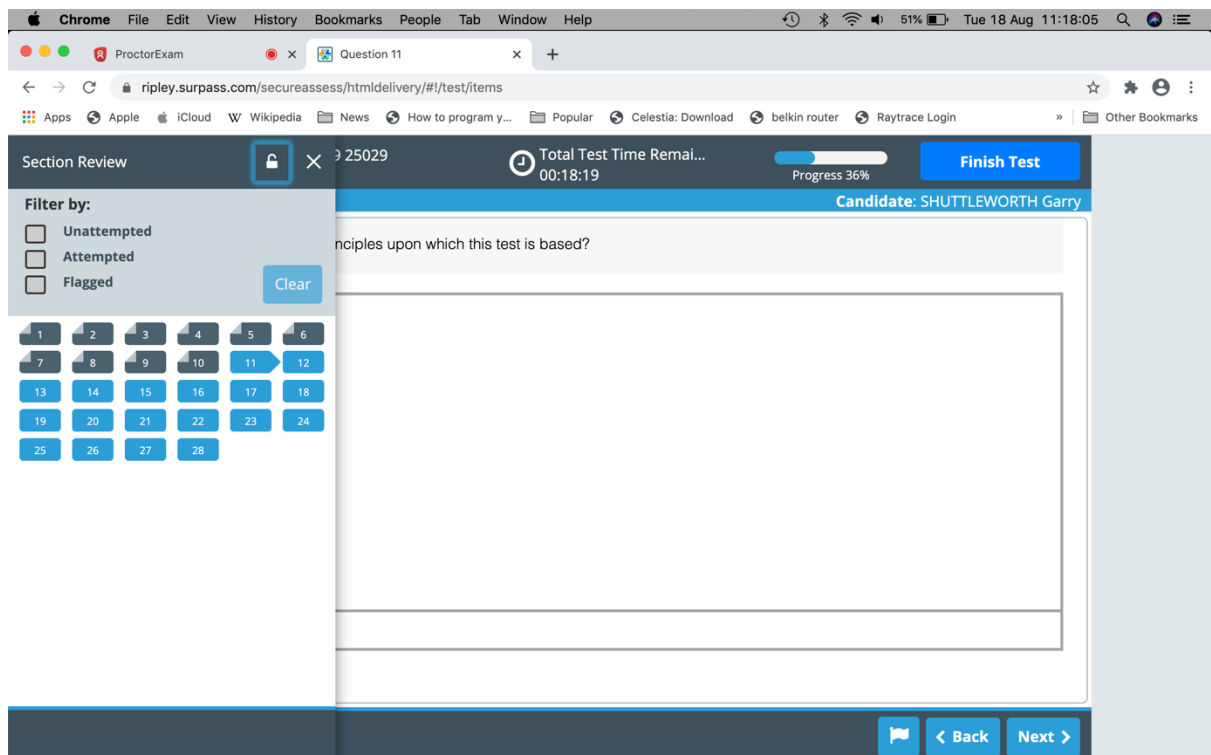 Chrome File Edit View History Bookmarks People Tab Window Help 51% Tue 18 Aug 11:18:05
ProctorExam Question 11
ripley.surpass.com/secureassess/htmldelivery/#!/test/items
Apps Apple iCloud W Wikipedia News How to program y... Popular Celestia: Download belkin router Raytrace Login » Other Bookmarks
Section Review 9 25029 Total Test Time Remai... Finish Test
00:18:19 Progress 36%
Filter by: Candidate: SHUTTLEWORTH Garry
Unattempted
nciples upon which this test is based?
Attempted
Flagged
Clear
1 2 3 4 5 6
7 8 9 10 11 12
13 14 15 16 17 18
19 20 21 22 23 24
25 26 27 28
Back Next